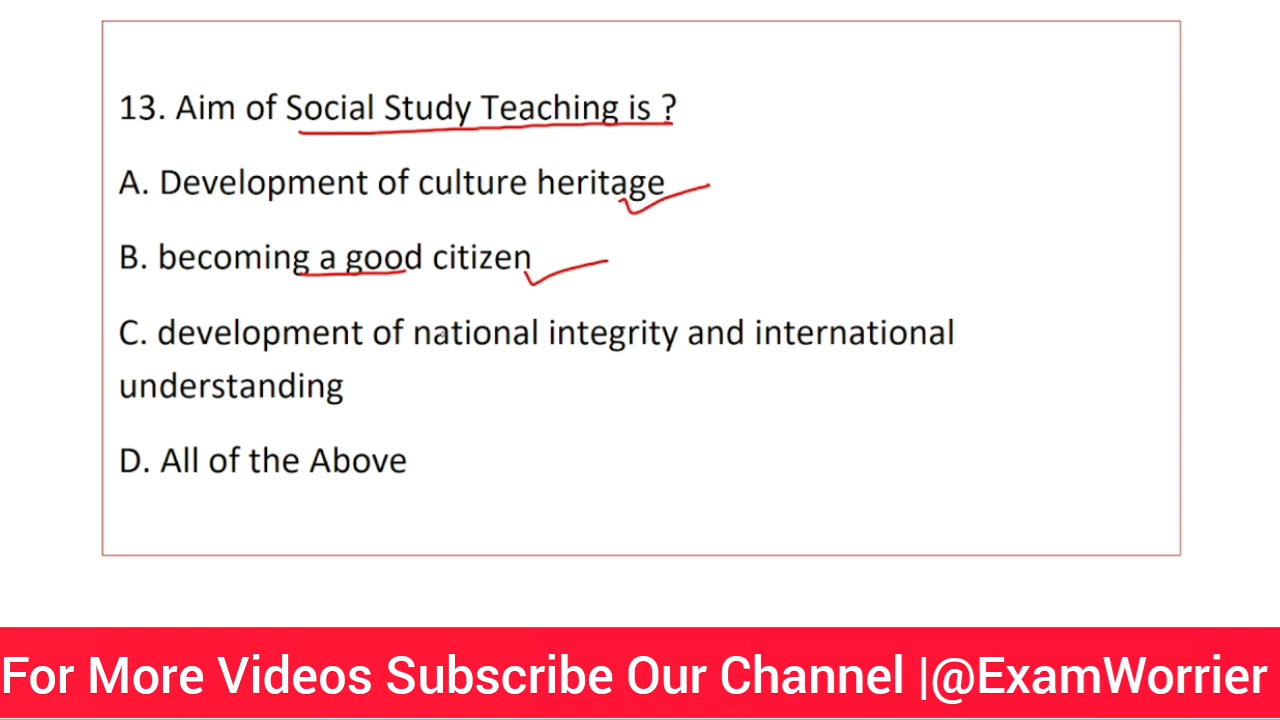 13. Aim of Social Study Teaching is ?
A. Development of culture heritage
B. becoming a good citizen
C. development of national integrity and international
understanding
D. All of the Above
For More Videos Subscribe Our Channel |@ExamWorrier